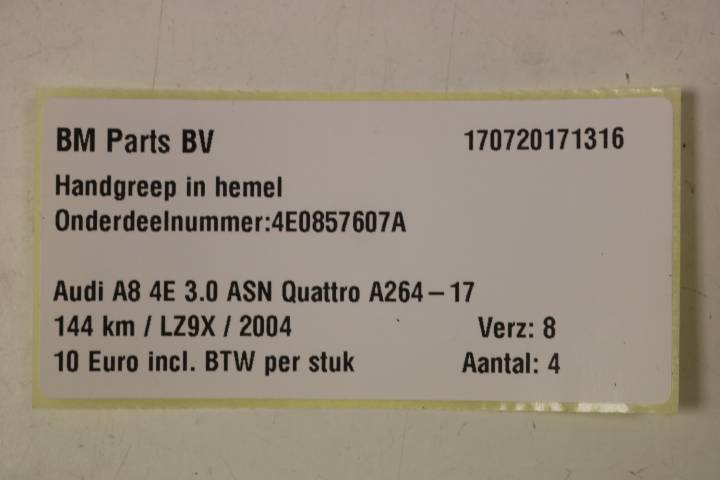 BM Parts BV 170720171316
Handgreep in hemel
Onderdeelnummer:4E0857607A
Audi A8 4E 3.0 ASN Quattro A264-17
144 km / LZ9X / 2004 Verz: 8
10 Euro incl. BTW per stuk Aantal: 4